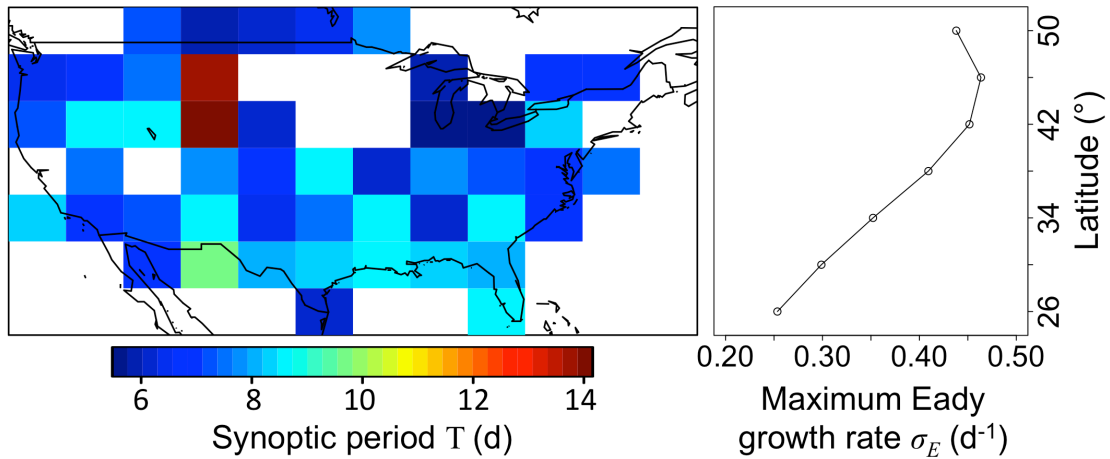 6 8 10 12 14
Synoptic period T (d)
50
42
34
26
Latitude (°)
0.20 0.30 0.40 0.50
Maximum Eady
growth rate σE (d-1)